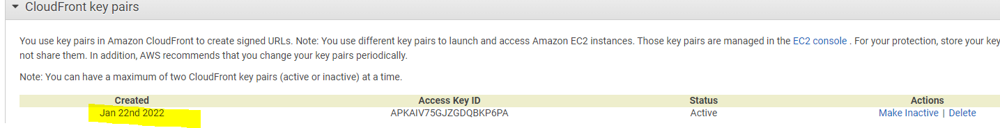 CloudFront key pairs
You use key pairs in Amazon CloudFront to create signed URLs. Note: You use different key pairs to launch and access Amazon EC2 instances. Those key pairs are managed in the EC2 console . For your protection, store your key
not share them. In addition, AWS recommends that you change your key pairs periodically.
Note: You can have a maximum of two CloudFront key pairs (active or inactive) at a time.
Created Access Key ID Status Actions
Jan 22nd 2022 APKAIV75GJZGDQBKP6PA Active Make Inactive | Delete